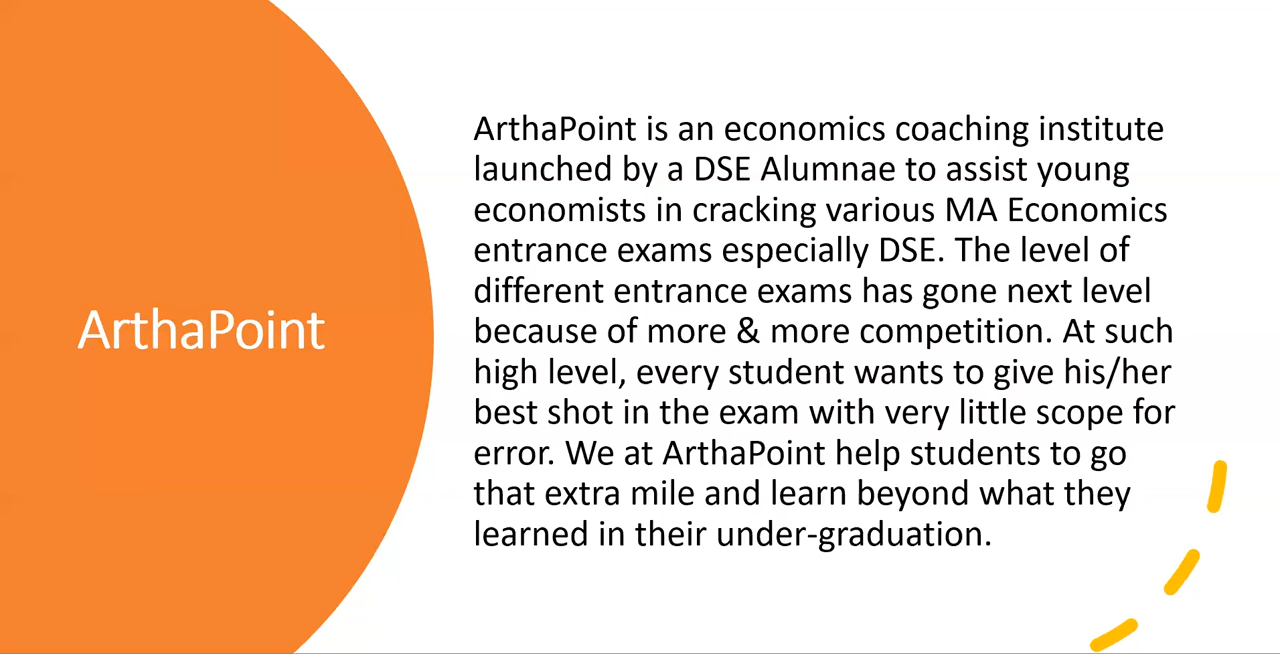 ArthaPoint
ArthaPoint is an economics coaching institute
launched by a DSE Alumnae to assist young
economists in cracking various MA Economics
entrance exams especially DSE. The level of
different entrance exams has gone next level
because of more & more competition. At such
high level, every student wants to give his/her
best shot in the exam with very little scope for
error. We at ArthaPoint help students to go
that extra mile and learn beyond what they
learned in their under-graduation.